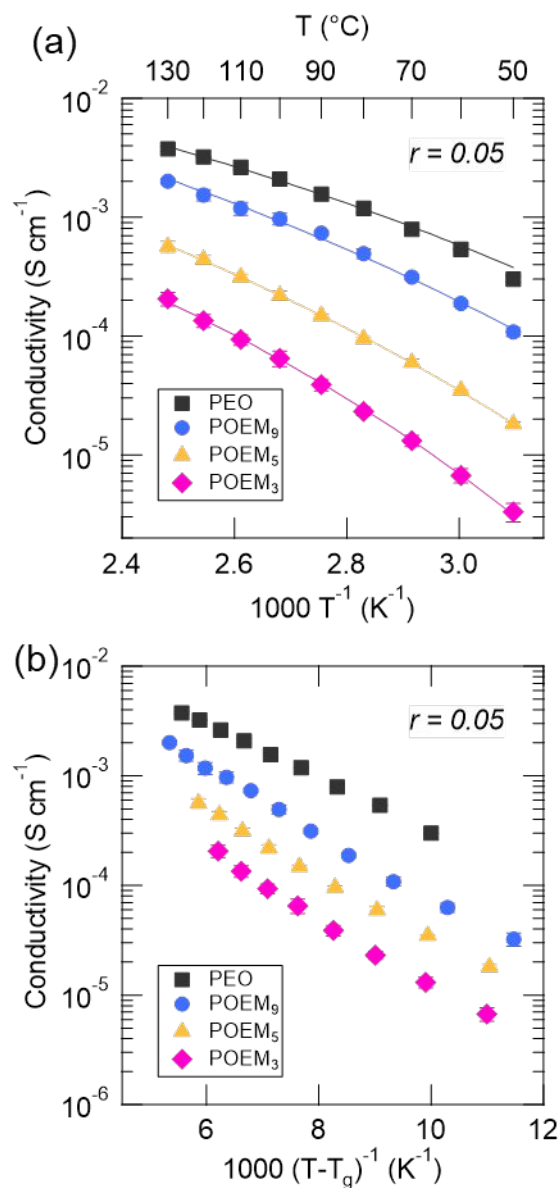 (a)
T (°C)
130 110 90 70 50
10⁻²
r = 0.05
10⁻³
Conductivity (S cm⁻¹)
10⁻⁴
10⁻⁵
PEO
POEM₉
POEM₅
POEM₃
2.4 2.6 2.8 3.0
1000 T⁻¹ (K⁻¹)
(b)
10⁻²
r = 0.05
10⁻³
Conductivity (S cm⁻¹)
10⁻⁴
10⁻⁵
10⁻⁶
PEO
POEM₉
POEM₅
POEM₃
6 8 10 12
1000 (T-T_g)⁻¹ (K⁻¹)